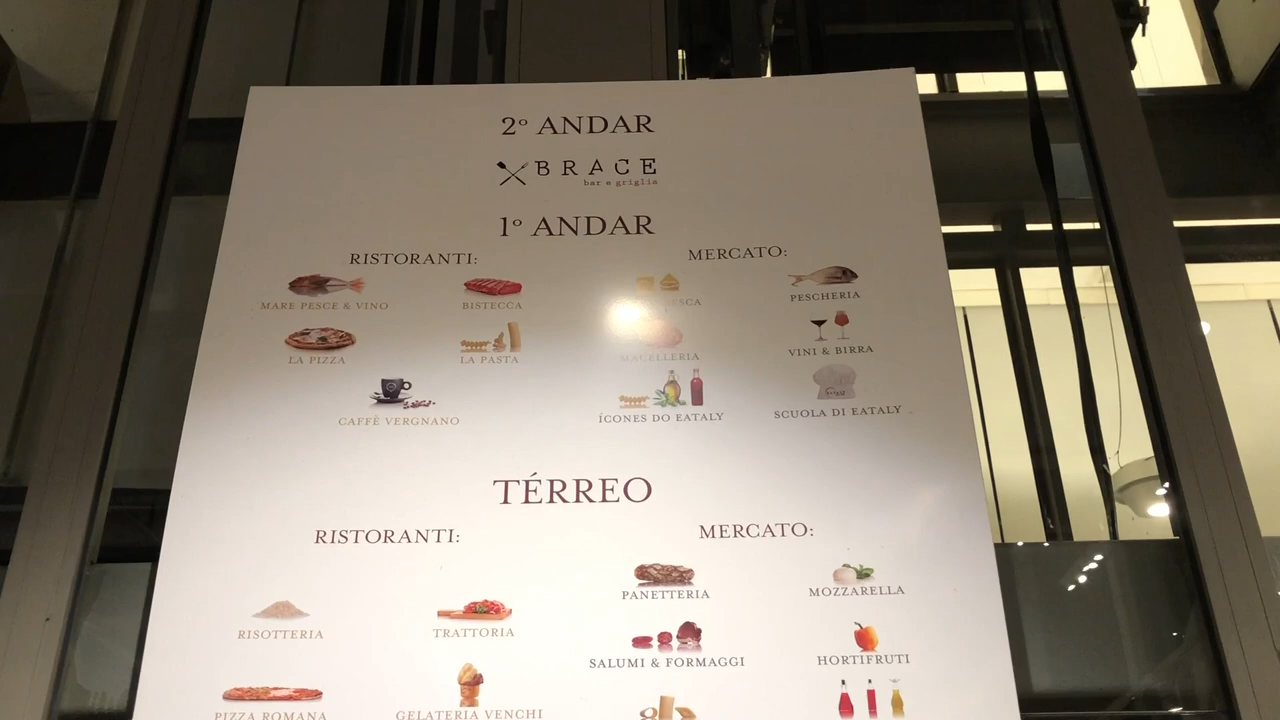 2º ANDAR
BRACE
bar e griglia
1º ANDAR
RISTORANTI:
MARE PESCE & VINO
BISTECCA
LA PIZZA
LA PASTA
CAFFÈ VERGNANO
MERCATO:
PESCHERIA
MACELLERIA
VINI & BIRRA
ÍCONES DO EATALY
SCUOLA DI EATALY
TÉRREO
RISTORANTI:
RISOTTERIA
TRATTORIA
PIZZA ROMANA
GELATERIA VENCHI
MERCATO:
PANETTERIA
MOZZARELLA
SALUMI & FORMAGGI
HORTIFRUTI